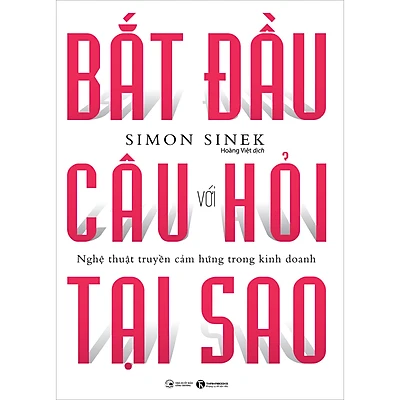 BẮT ĐẦU
SIMON SINEK
Hoàng Việt dịch
CÂU với HỎI
Nghệ thuật truyền cảm hứng trong kinh doanh
TẠI SAO